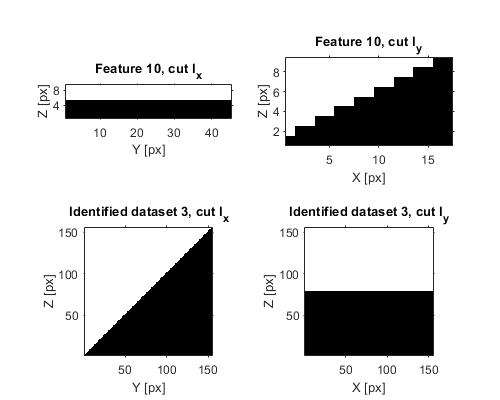 Feature 10, cut I_x
Z [px]
8
4
10 20 30 40
Y [px]
Feature 10, cut I_y
Z [px]
8
6
4
2
5 10 15
X [px]
Identified dataset 3, cut I_x
Z [px]
150
100
50
50 100 150
Y [px]
Identified dataset 3, cut I_y
Z [px]
150
100
50
50 100 150
X [px]